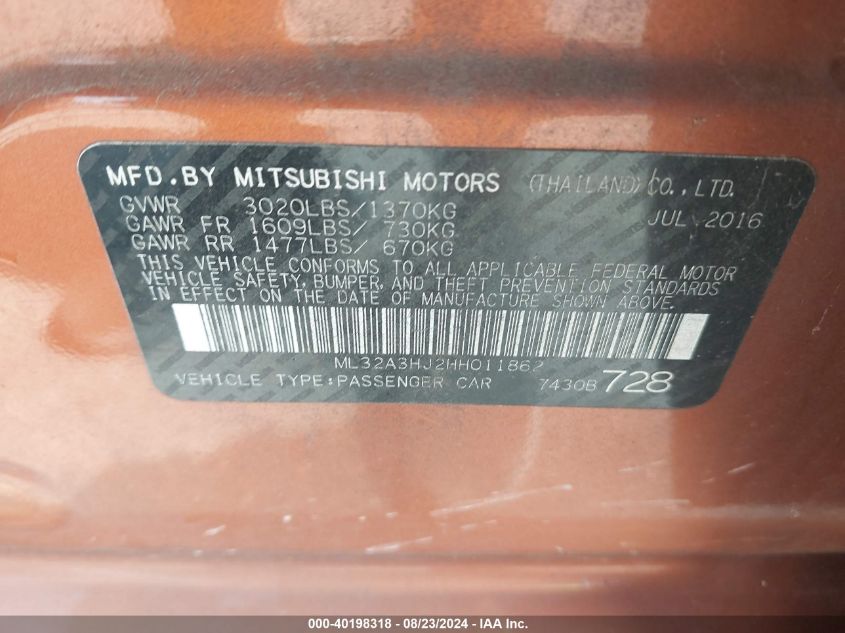 MFD.BY MITSUBISHI MOTORS (THAILAND) CO.,LTD.
GVWR 3020LBS/1370KG JUL 2016
GAWR FR 1609LBS/ 730KG
GAWR RR 1477LBS/ 670KG
THIS VEHICLE CONFORMS TO ALL APPLICABLE FEDERAL MOTOR
VEHICLE SAFETY, BUMPER, AND THEFT PREVENTION STANDARDS
IN EFFECT ON THE DATE OF MANUFACTURE SHOWN ABOVE.
ML32A3HJ2HH011862
VEHICLE TYPE:PASSENGER CAR 7430B 728
000-40198318 - 08/23/2024 - IAA, Inc.